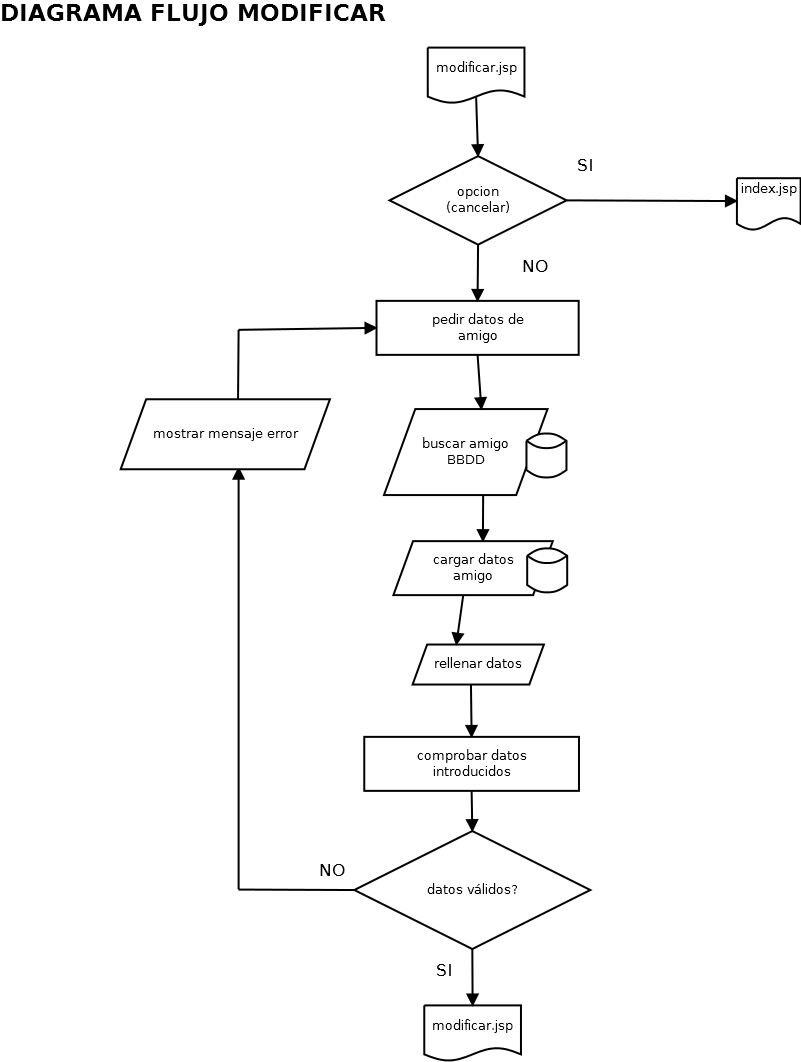 DIAGRAMA FLUJO MODIFICAR
modificar.jsp
SI
opcion
(cancelar)
index.jsp
NO
pedir datos de
amigo
mostrar mensaje error
buscar amigo
BBDD
cargar datos
amigo
rellenar datos
comprobar datos
introducidos
NO
datos válidos?
SI
modificar.jsp